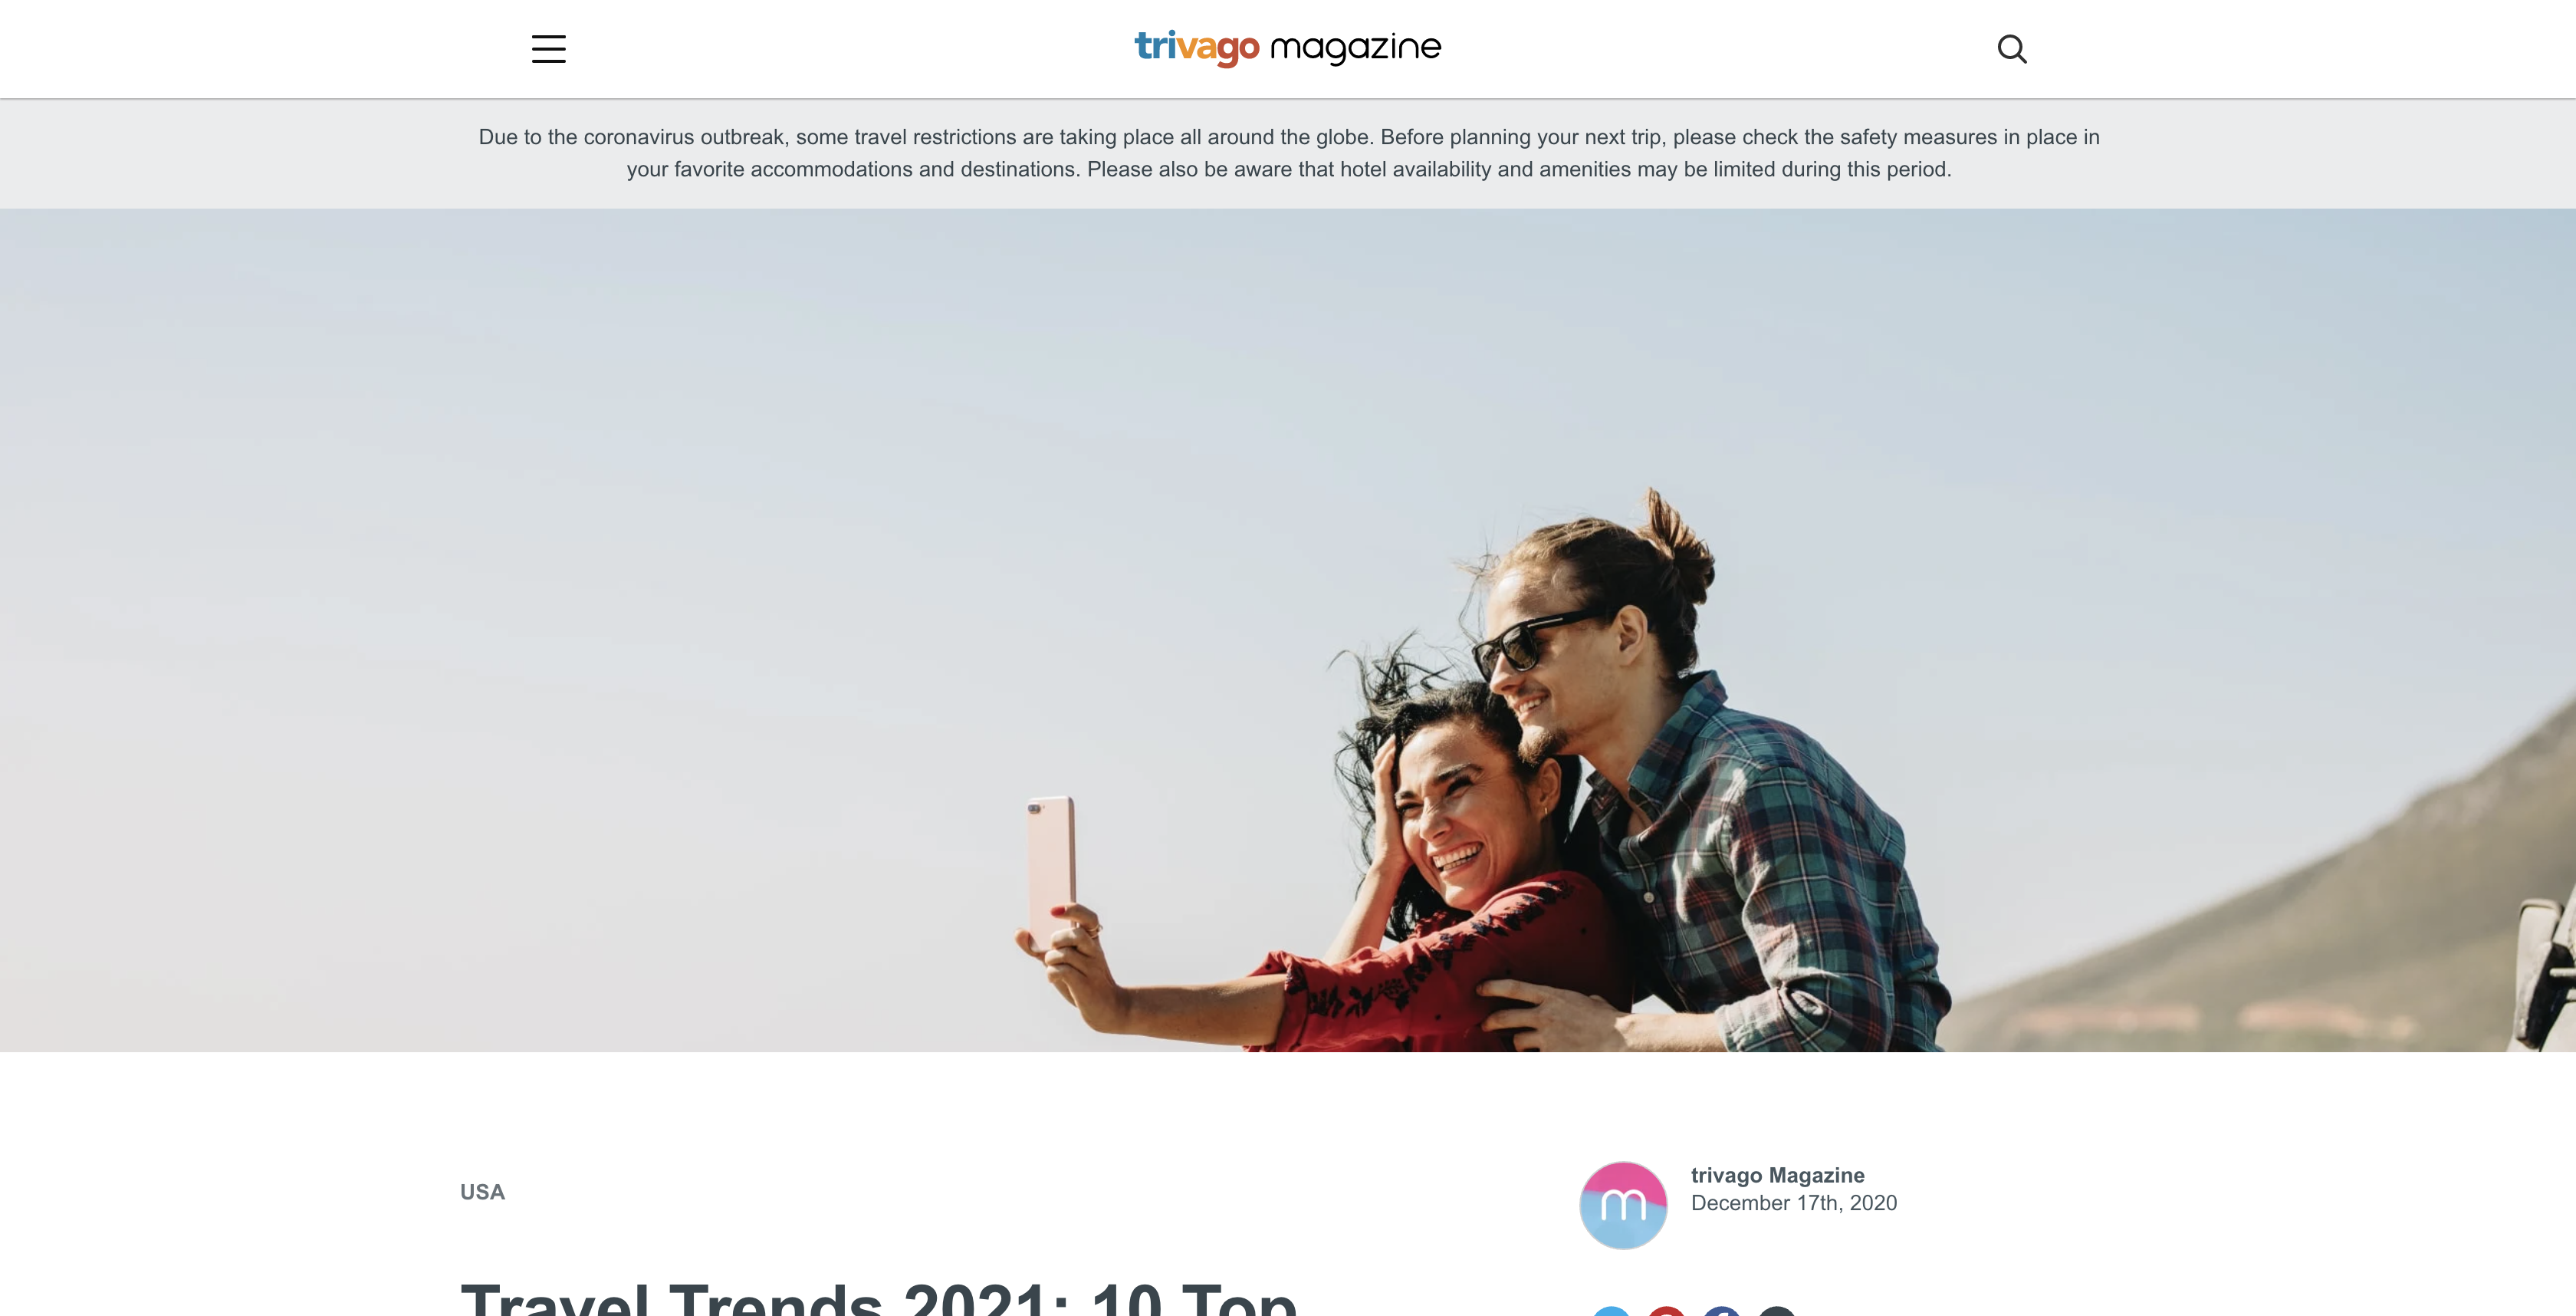 trivago magazine
Due to the coronavirus outbreak, some travel restrictions are taking place all around the globe. Before planning your next trip, please check the safety measures in place in
your favorite accommodations and destinations. Please also be aware that hotel availability and amenities may be limited during this period.
USA
m
trivago Magazine
December 17th, 2020
Travel Trends 2021: 10 Top